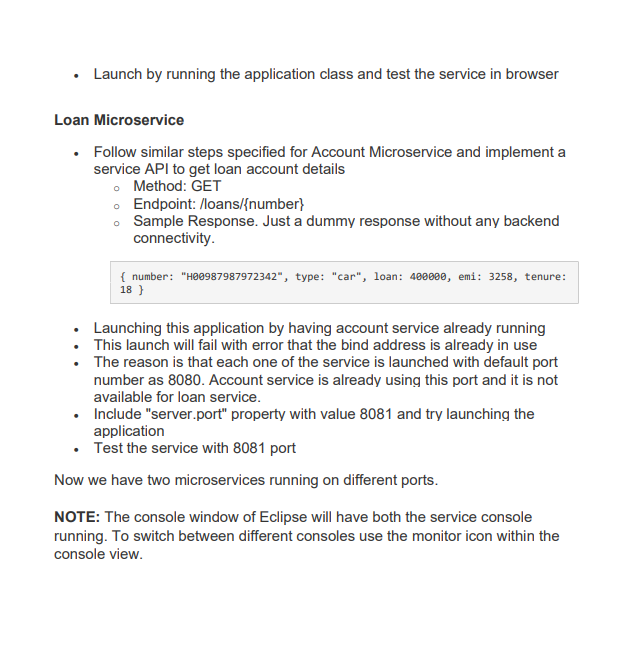 • Launch by running the application class and test the service in browser
Loan Microservice
• Follow similar steps specified for Account Microservice and implement a
service API to get loan account details
○ Method: GET
○ Endpoint: /loans/{number}
○ Sample Response. Just a dummy response without any backend
connectivity.
{ number: "H00987987972342", type: "car", loan: 400000, emi: 3258, tenure:
18 }
• Launching this application by having account service already running
• This launch will fail with error that the bind address is already in use
• The reason is that each one of the service is launched with default port
number as 8080. Account service is already using this port and it is not
available for loan service.
• Include "server.port" property with value 8081 and try launching the
application
• Test the service with 8081 port
Now we have two microservices running on different ports.
NOTE: The console window of Eclipse will have both the service console
running. To switch between different consoles use the monitor icon within the
console view.